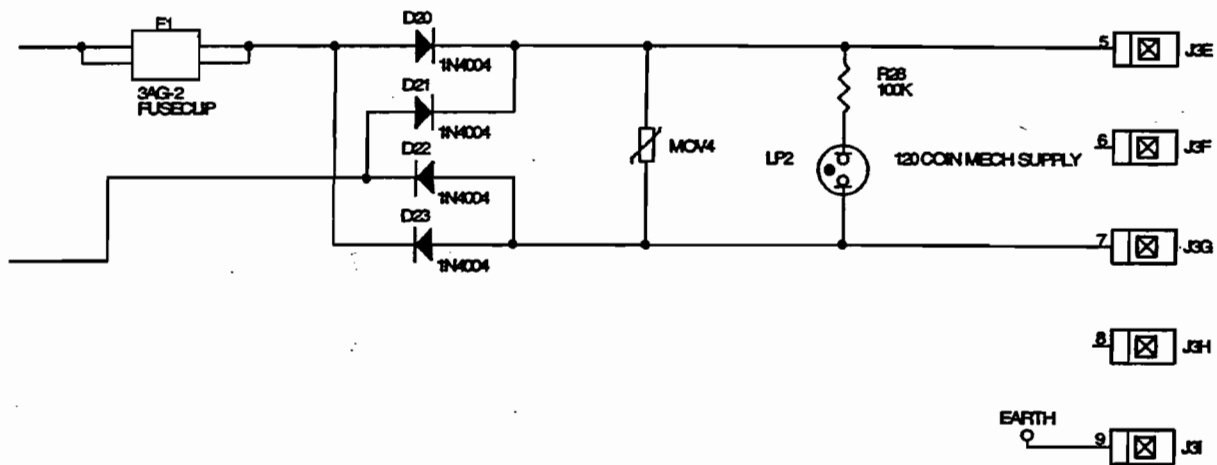 F1
3AG-2
FUSECLIP
D20
1N4004
D21
1N4004
D22
1N4004
D23
1N4004
MOV4
R28
100K
LP2
120 COIN MECH SUPPLY
5
J3E
6
J3F
7
J3G
8
J3H
EARTH
9
J3I